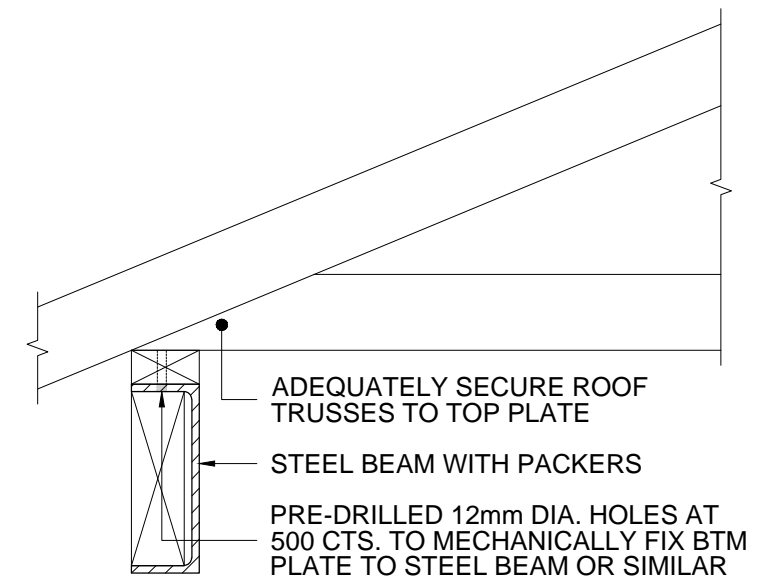 ADEQUATELY SECURE ROOF
TRUSSES TO TOP PLATE
STEEL BEAM WITH PACKERS
PRE-DRILLED 12mm DIA. HOLES AT
500 CTS. TO MECHANICALLY FIX BTM
PLATE TO STEEL BEAM OR SIMILAR